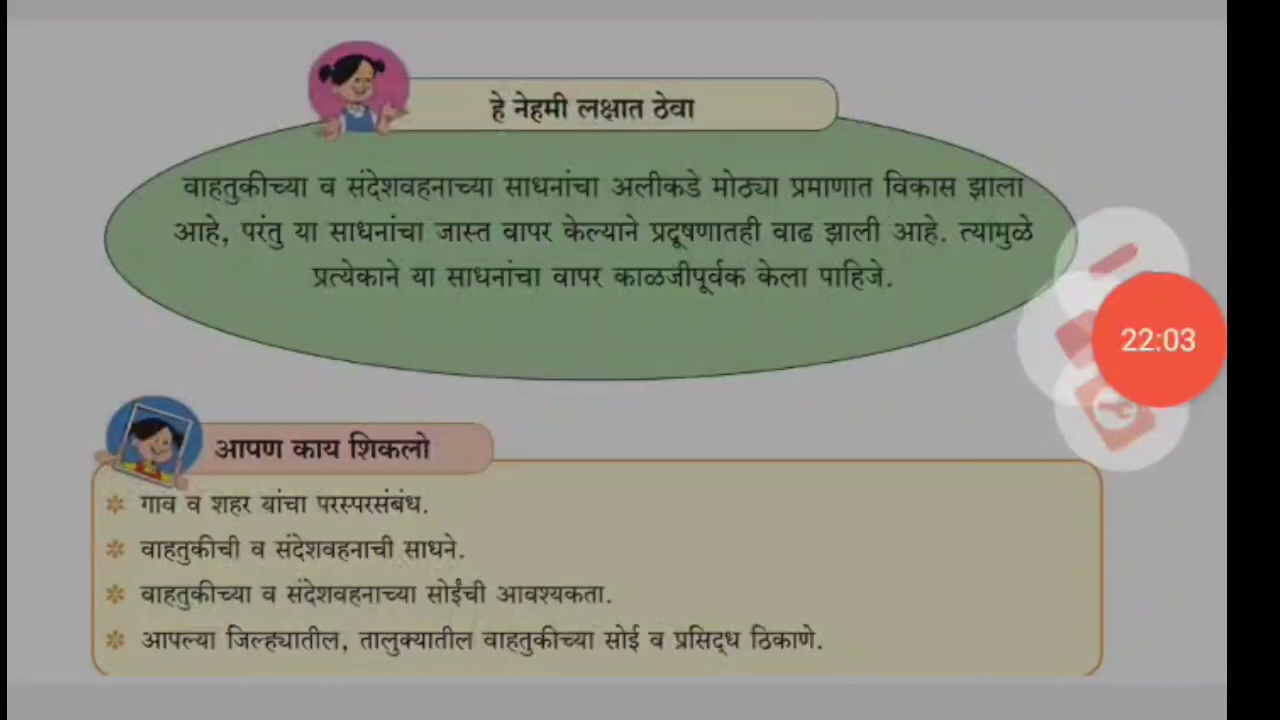 हे नेहमी लक्षात ठेवा
वाहतुकीच्या व संदेशवहनाच्या साधनांचा अलीकडे मोठ्या प्रमाणात विकास झाला
आहे, परंतु या साधनांचा जास्त वापर केल्याने प्रदूषणातही वाढ झाली आहे. त्यामुळे
प्रत्येकाने या साधनांचा वापर काळजीपूर्वक केला पाहिजे.
22:03
आपण काय शिकलो
गाव व शहर यांचा परस्परसंबंध.
वाहतुकीची व संदेशवहनाची साधने.
वाहतुकीच्या व संदेशवहनाच्या सोईंची आवश्यकता.
आपल्या जिल्ह्यातील, तालुक्यातील वाहतुकीच्या सोई व प्रसिद्ध ठिकाणे.